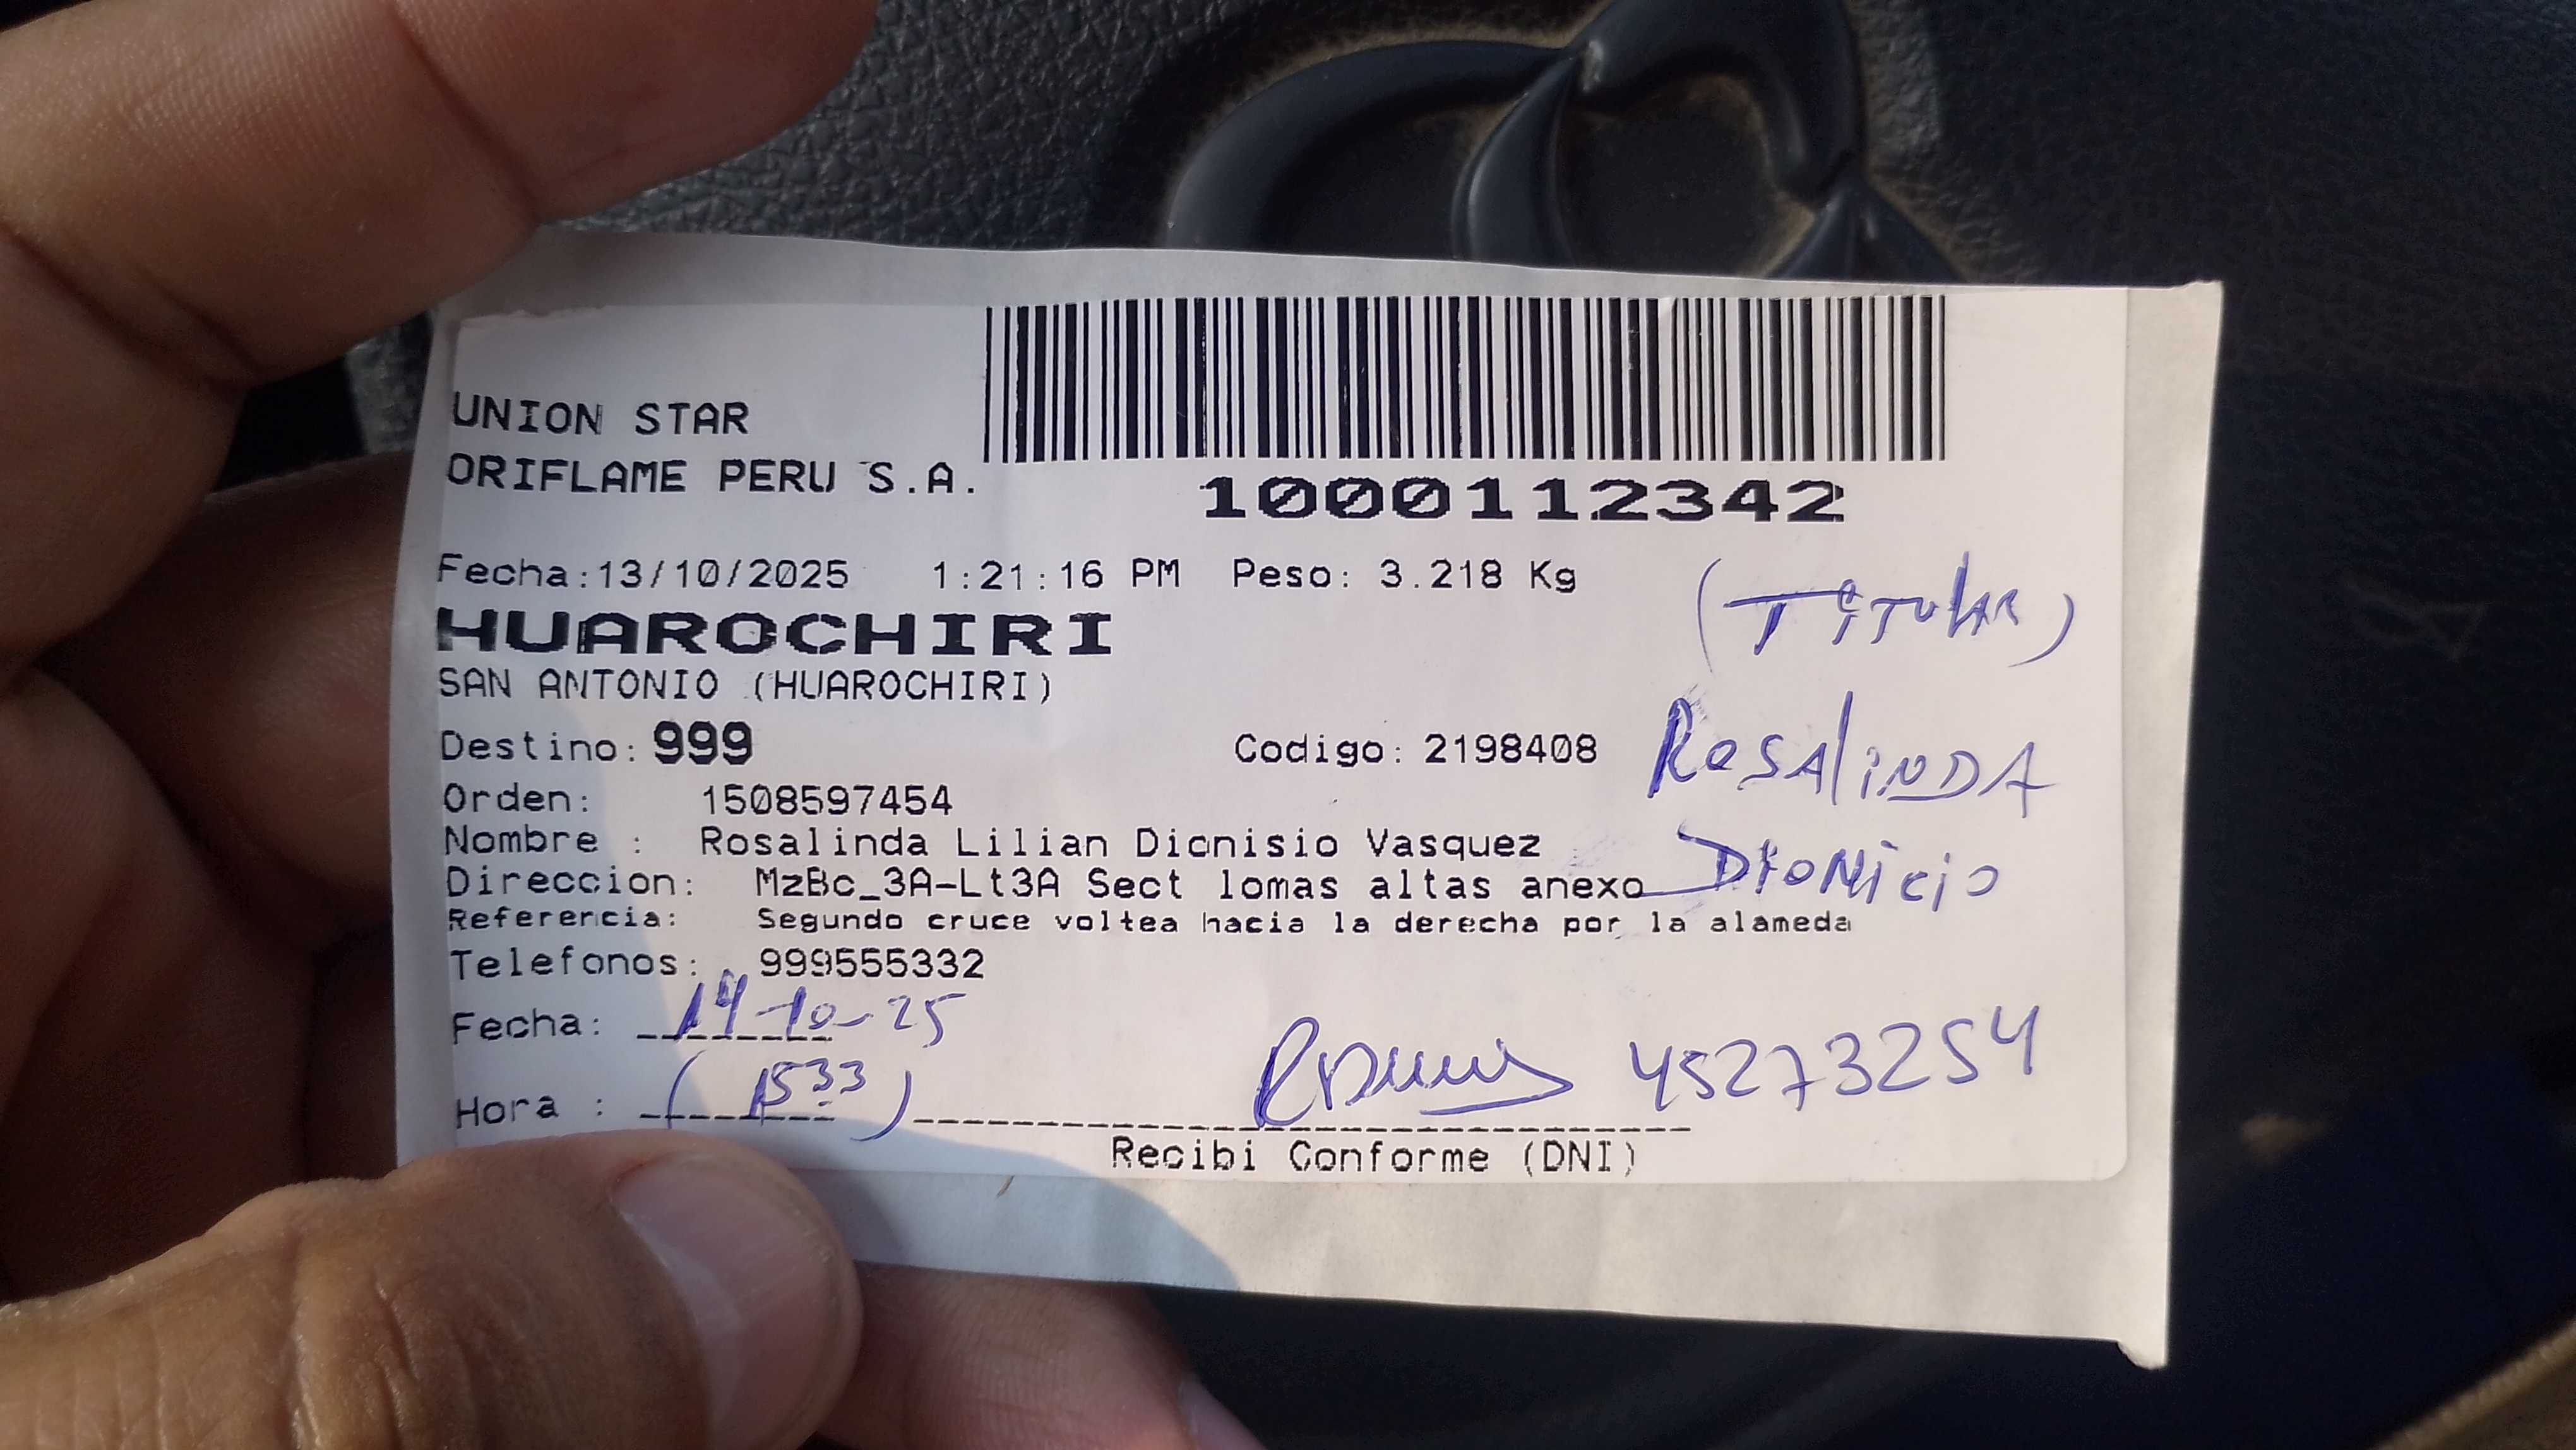 UNION STAR
ORIFLAME PERU S.A.
1000112342
Fecha:13/10/2025 1:21:16 PM Peso: 3.218 Kg
HUAROCHIRI
(TITULAR)
SAN ANTONIO (HUAROCHIRI)
Destino: 999 Codigo: 2198408
ROSALINDA
Orden: 1508597454
Nombre : Rosalinda Lilian Dionisio Vasquez
DIONICIO
Direccion: MzBc_3A-Lt3A Sect lomas altas anexo
Referencia: Segundo cruce voltea hacia la derecha por la alameda
Telefonos: 999555332
Fecha: 14-10-25
Hora : (1533)
45273254
Recibi Conforme (DNI)